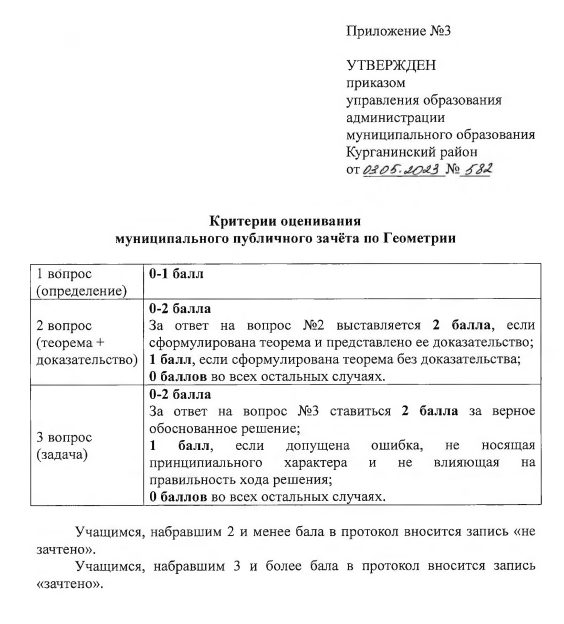 Приложение №3
УТВЕРЖДЕН
приказом
управления образования
администрации
муниципального образования
Курганинский район
от 03.05.2023 № 582
Критерии оценивания
муниципального публичного зачёта по Геометрии
1 вопрос
(определение)
0-1 балл
2 вопрос
(теорема +
доказательство)
0-2 балла
За ответ на вопрос №2 выставляется 2 балла, если
сформулирована теорема и представлено ее доказательство;
1 балл, если сформулирована теорема без доказательства;
0 баллов во всех остальных случаях.
3 вопрос
(задача)
0-2 балла
За ответ на вопрос №3 ставиться 2 балла за верное
обоснованное решение;
1 балл, если допущена ошибка, не носящая
принципиального характера и не влияющая на
правильность хода решения;
0 баллов во всех остальных случаях.
Учащимся, набравшим 2 и менее бала в протокол вносится запись «не
зачтено».
Учащимся, набравшим 3 и более бала в протокол вносится запись
«зачтено».